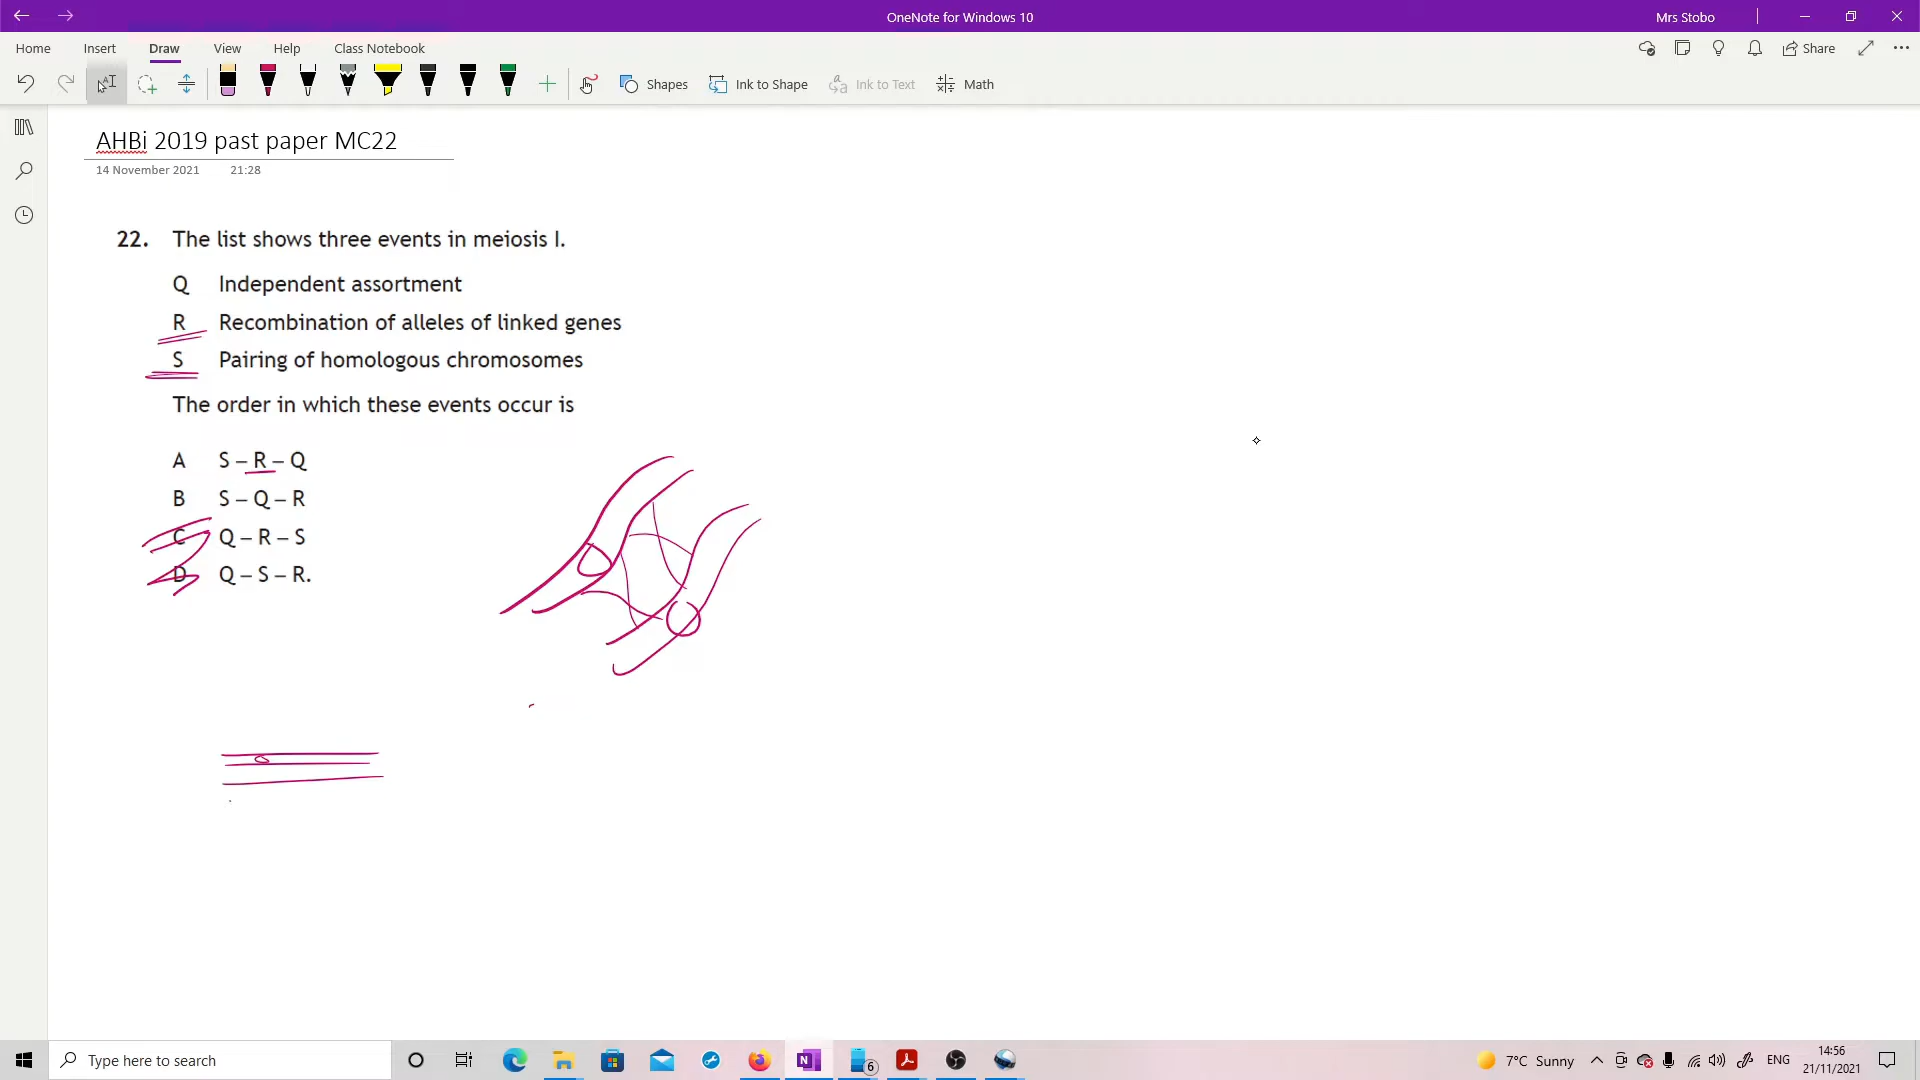 OneNote for Windows 10
Mrs Stobo
Home Insert Draw View Help Class Notebook
Share
Shapes Ink to Shape Ink to Text Math
AHBi 2019 past paper MC22
14 November 2021 21:28
22. The list shows three events in meiosis I.
Q Independent assortment
R Recombination of alleles of linked genes
S Pairing of homologous chromosomes
The order in which these events occur is
A S – R – Q
B S – Q – R
C Q – R – S
D Q – S – R.
Type here to search
6
7°C Sunny
ENG
14:56
21/11/2021